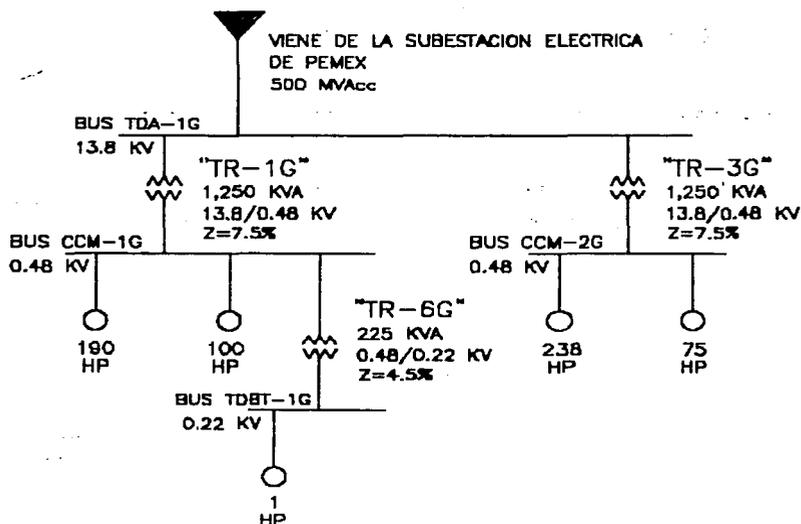 VIENE DE LA SUBESTACION ELECTRICA
DE PEMEX
500 MVAcc
BUS TDA-1G
13.8 KV
"TR-1G"
1,250 KVA
13.8/0.48 KV
Z=7.5%
"TR-3G"
1,250 KVA
13.8/0.48 KV
Z=7.5%
BUS CCM-1G
0.48 KV
BUS CCM-2G
0.48 KV
190
HP
100
HP
"TR-6G"
225 KVA
0.48/0.22 KV
Z=4.5%
238
HP
75
HP
BUS TDBT-1G
0.22 KV
1
HP